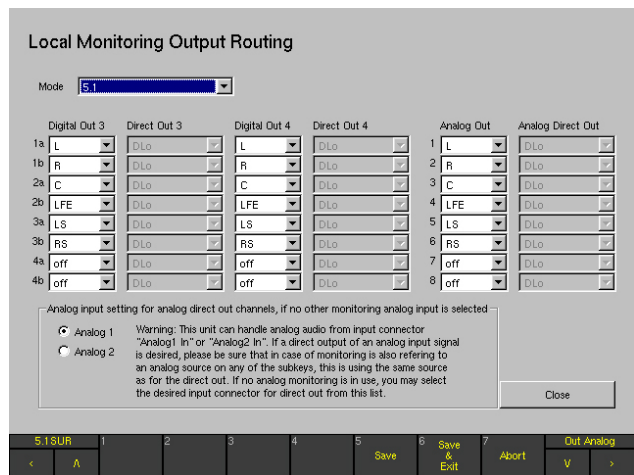 Local Monitoring Output Routing
Mode 5.1
Digital Out 3 Direct Out 3 Digital Out 4 Direct Out 4 Analog Out Analog Direct Out
1a L DLo L DLo 1 L DLo
1b R DLo R DLo 2 R DLo
2a C DLo C DLo 3 C DLo
2b LFE DLo LFE DLo 4 LFE DLo
3a LS DLo LS DLo 5 LS DLo
3b RS DLo RS DLo 6 RS DLo
4a off DLo off DLo 7 off DLo
4b off DLo off DLo 8 off DLo
Analog input setting for analog direct out channels, if no other monitoring analog input is selected
Analog 1
Analog 2
Warning: This unit can handle analog audio from input connector
"Analog1 In" or "Analog2 In". If a direct output of an analog input signal
is desired, please be sure that in case of monitoring is also refering to
an analog source on any of the subkeys, this is using the same source
as for the direct out. If no analog monitoring is in use, you may select
the desired input connector for direct out from this list.
Close
5.1SUR 1 2 3 4 5 Save 6 Save & Exit 7 Abort Out Analog
< Λ V >